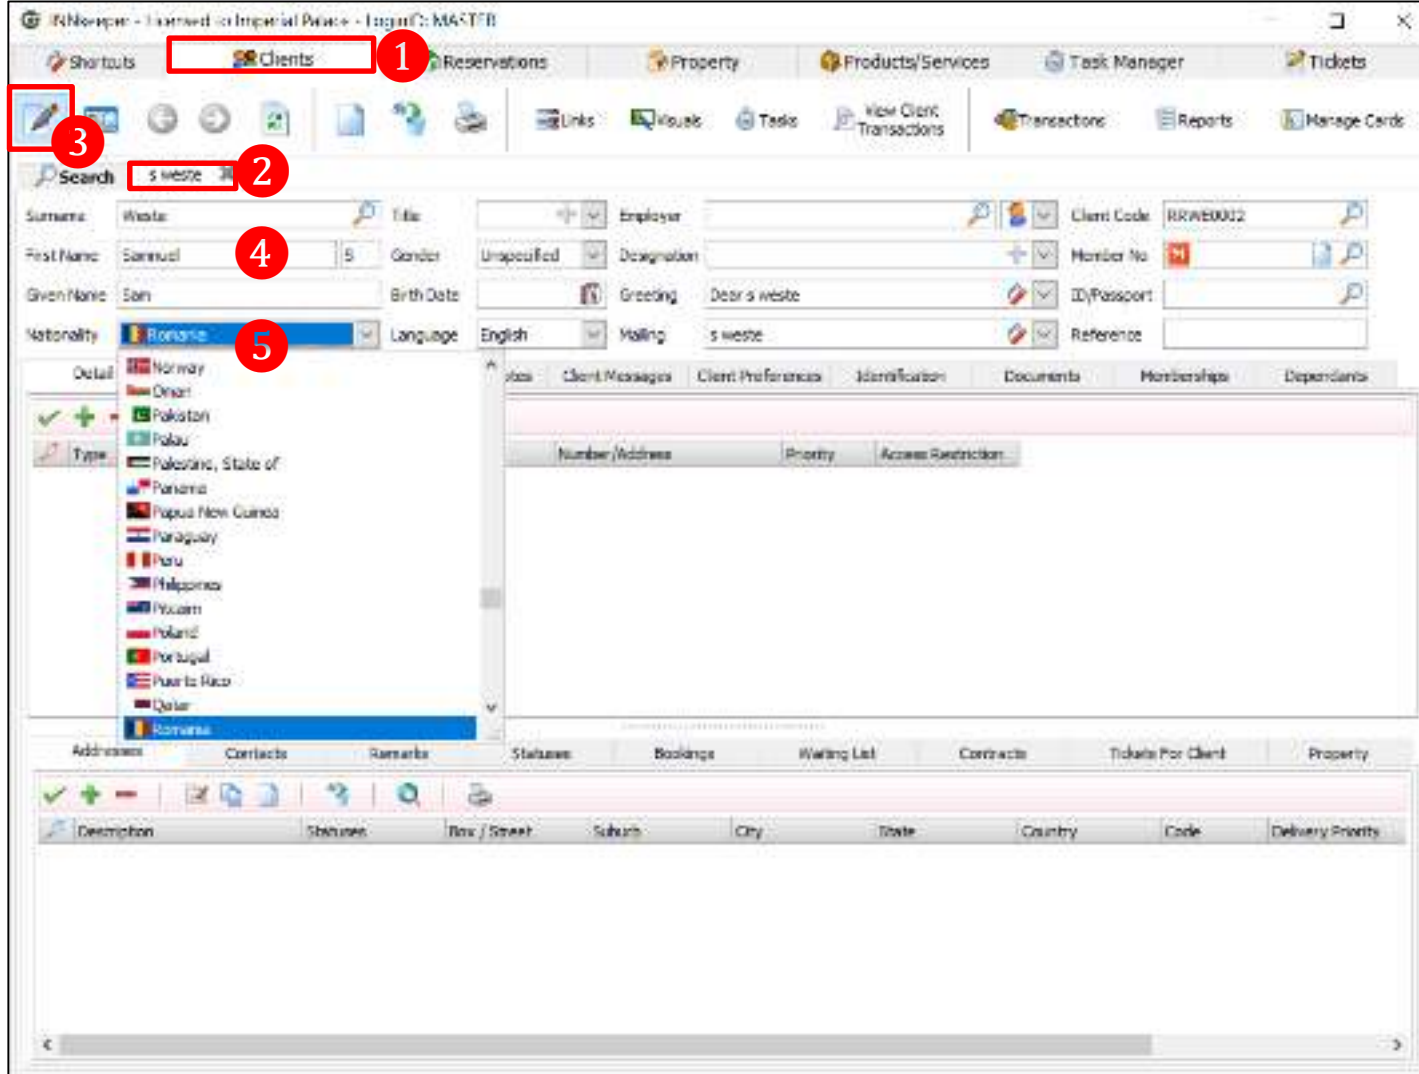 INNkeeper - Licensed to Imperial Palace - Login ID: MASTER
Shortcuts Clients 1 Reservations Property Products/Services Task Manager Tickets
3 Links Visuals Tasks View Client Transactions Transactions Reports Manage Cards
Search s weste 2
Surname Weste Title Employer Client Code RRWE0002
First Name Sammuel 4 S Gender Unspecified Designation Member No M
Given Name Sam Birth Date Greeting Dear s weste ID/Passport
Nationality Romania 5 Language English Mailing s weste Reference
Detail otes Client Messages Client Preferences Identification Documents Memberships Dependants
Type Number/Address Priority Access Restriction
Norway
Oman
Pakistan
Palau
Palestine, State of
Panama
Papua New Guinea
Paraguay
Peru
Philippines
Pitcairn
Poland
Portugal
Puerto Rico
Qatar
Romania
Addresses Contacts Remarks Statuses Bookings Waiting List Contracts Tickets For Client Property
Description Statuses Box / Street Suburb City State Country Code Delivery Priority